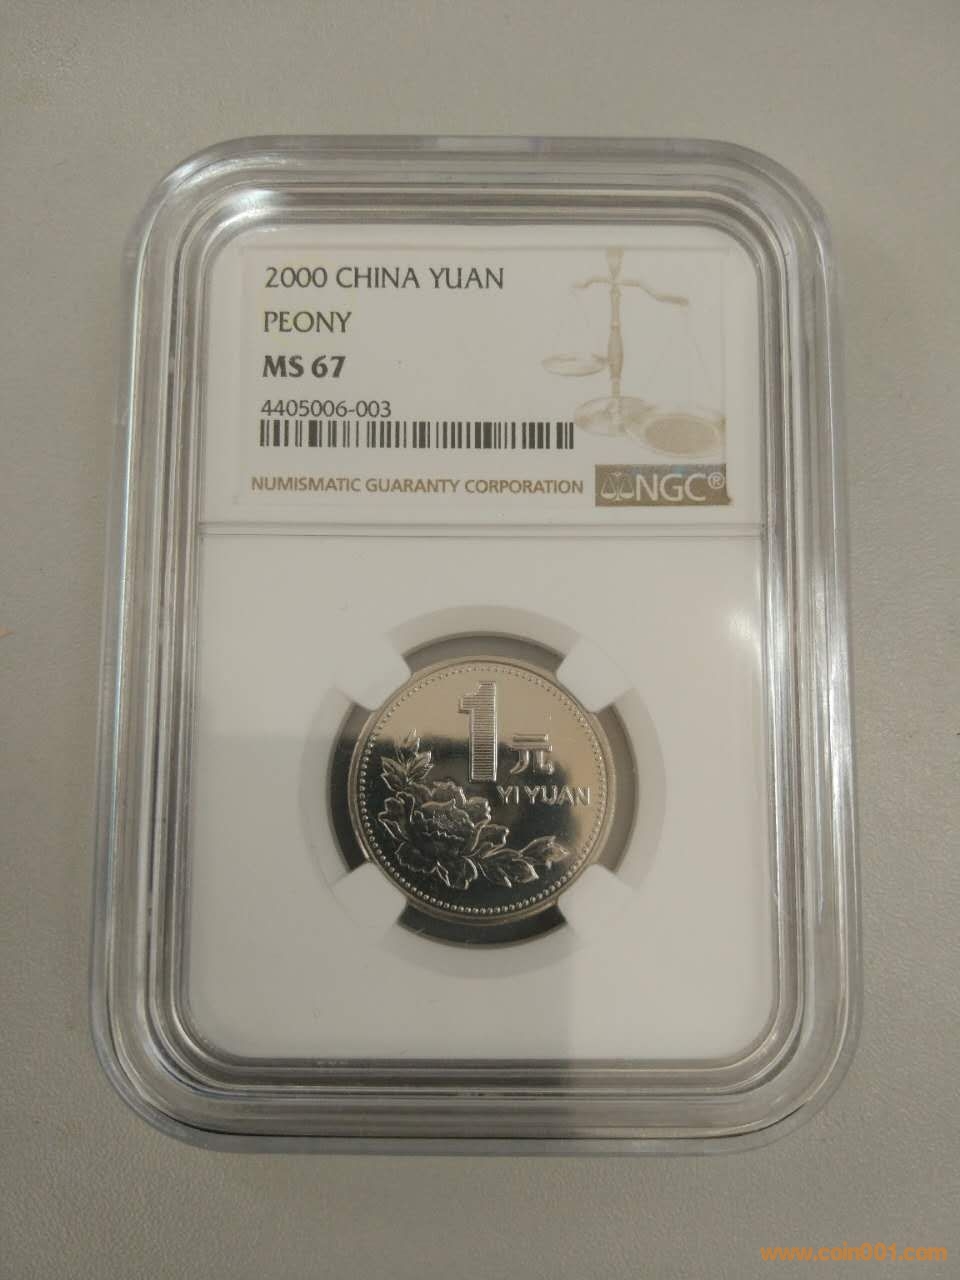 2000 CHINA YUAN
PEONY
MS 67
4405006-003
NUMISMATIC GUARANTY CORPORATION NGC®
1元
YI YUAN
www.coin001.com